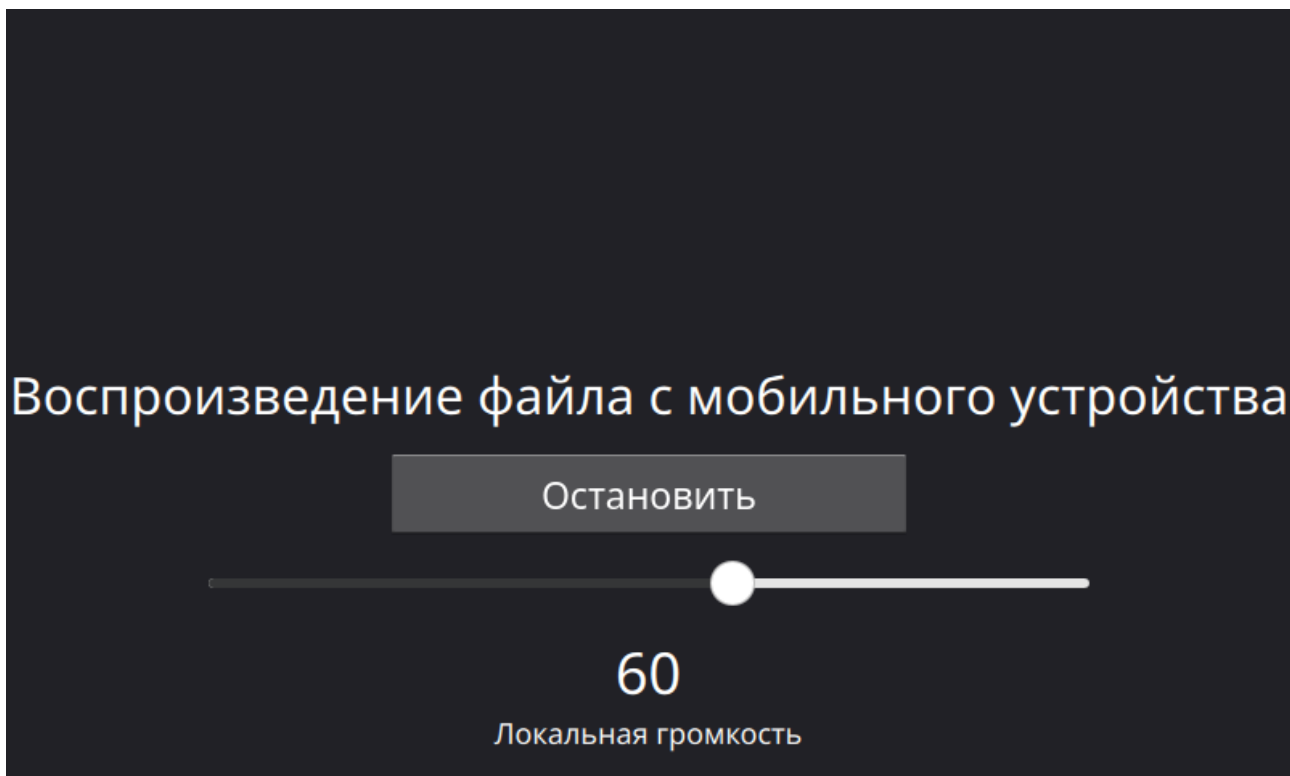 Воспроизведение файла с мобильного устройства
Остановить
60
Локальная громкость